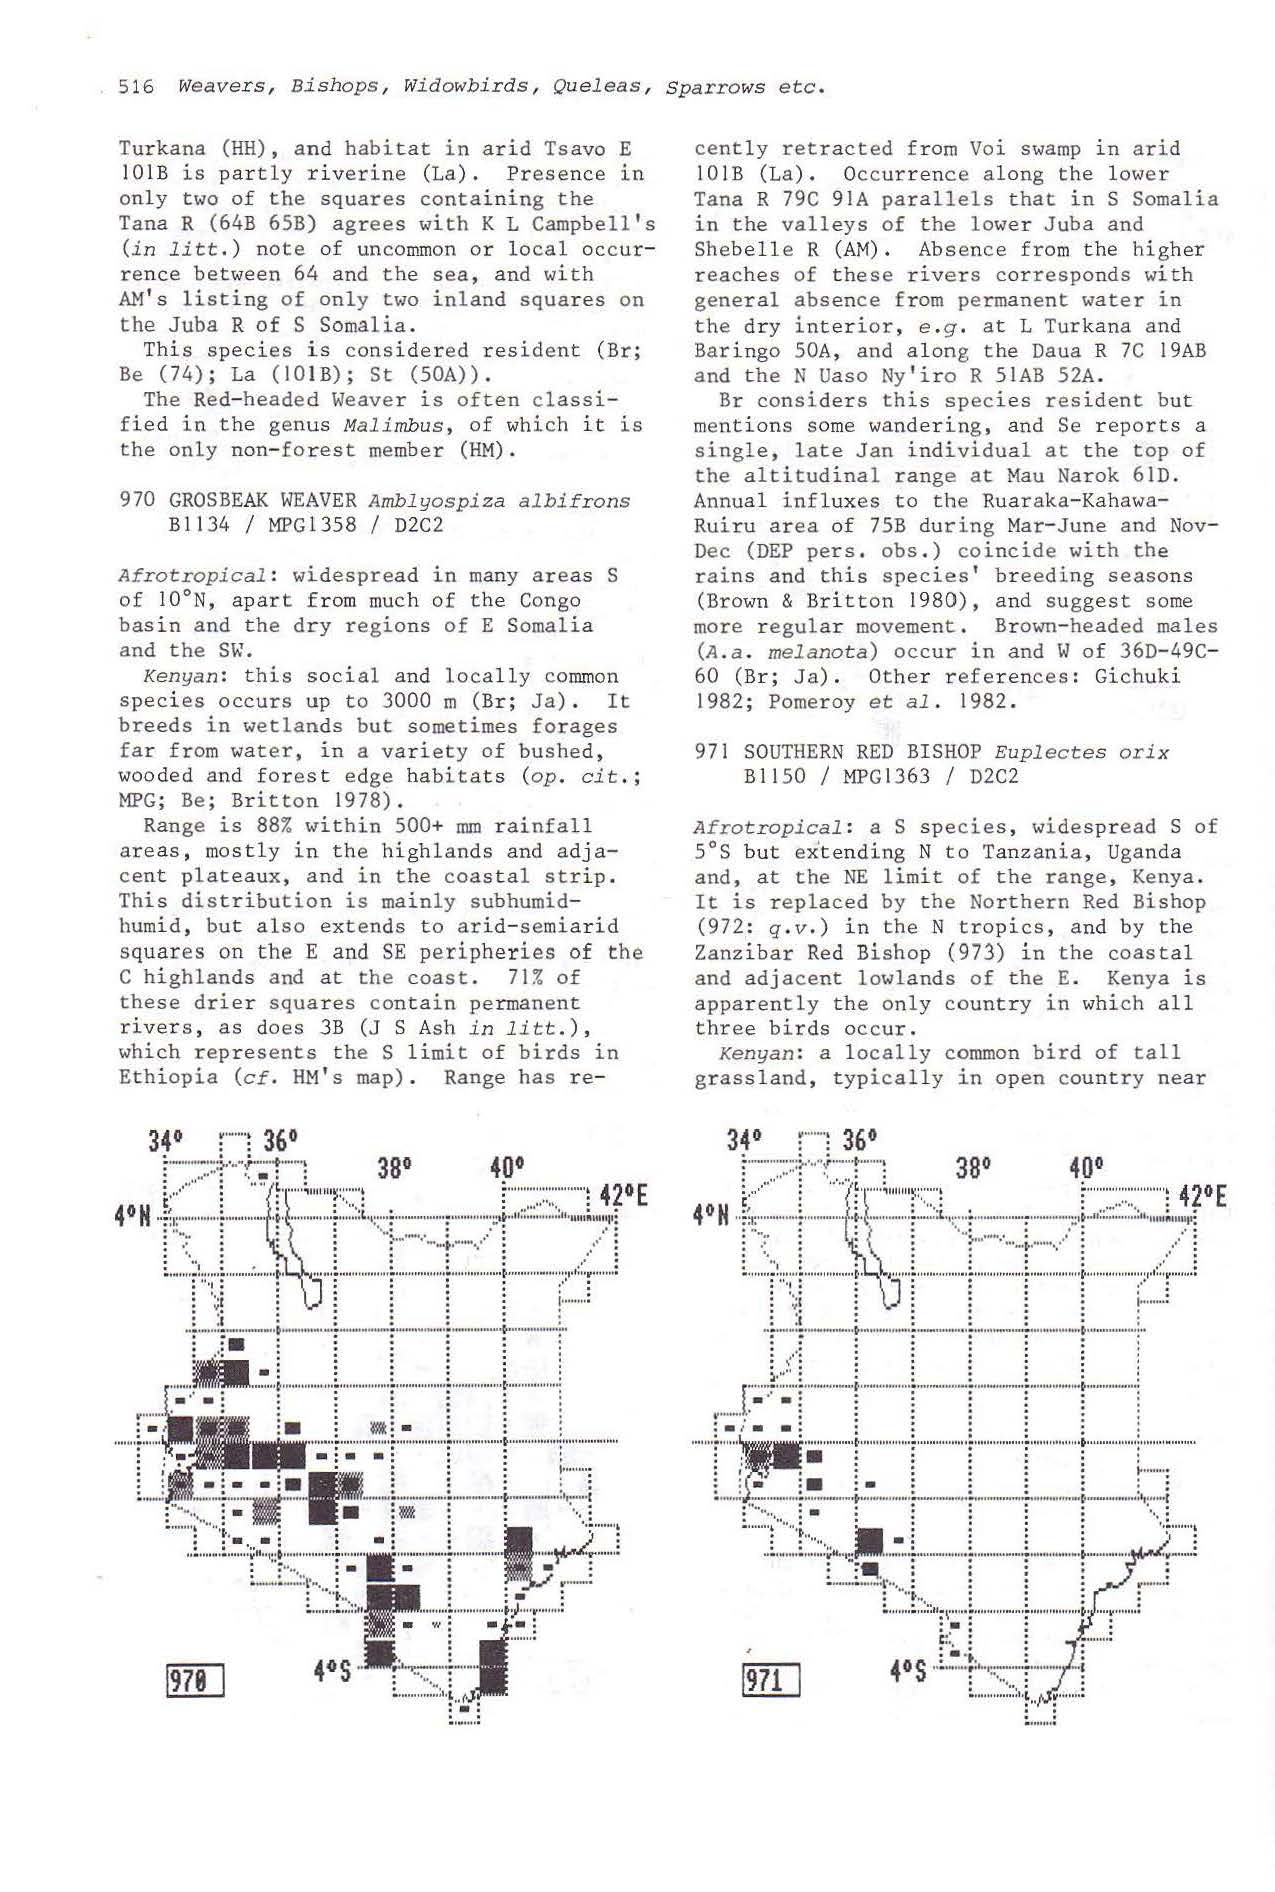 516 Weavers, Bishops, Widowbirds, Queleas, Sparrows etc.
Turkana (HH), and habitat in arid Tsavo E
101B is partly riverine (La). Presence in
only two of the squares containing the
Tana R (64B 65B) agrees with K L Campbell's
(in litt.) note of uncommon or local occur-
rence between 64 and the sea, and with
AM's listing of only two inland squares on
the Juba R of S Somalia.
This species is considered resident (Br;
Be (74); La (101B); St (50A)).
The Red-headed Weaver is often classi-
fied in the genus Malimbus, of which it is
the only non-forest member (HM).
970 GROSBEAK WEAVER Amblyospiza albifrons
B1134 / MPG1358 / D2C2
Afrotropical: widespread in many areas S
of 10°N, apart from much of the Congo
basin and the dry regions of E Somalia
and the SW.
Kenyan: this social and locally common
species occurs up to 3000 m (Br; Ja). It
breeds in wetlands but sometimes forages
far from water, in a variety of bushed,
wooded and forest edge habitats (op. cit.;
MPG; Be; Britton 1978).
Range is 88% within 500+ mm rainfall
areas, mostly in the highlands and adja-
cent plateaux, and in the coastal strip.
This distribution is mainly subhumid-
humid, but also extends to arid-semiarid
squares on the E and SE peripheries of the
C highlands and at the coast. 71% of
these drier squares contain permanent
rivers, as does 3B (J S Ash in litt.),
which represents the S limit of birds in
Ethiopia (cf. HM's map). Range has re-
cently retracted from Voi swamp in arid
101B (La). Occurrence along the lower
Tana R 79C 91A parallels that in S Somalia
in the valleys of the lower Juba and
Shebelle R (AM). Absence from the higher
reaches of these rivers corresponds with
general absence from permanent water in
the dry interior, e.g. at L Turkana and
Baringo 50A, and along the Daua R 7C 19AB
and the N Uaso Ny'iro R 51AB 52A.
Br considers this species resident but
mentions some wandering, and Se reports a
single, late Jan individual at the top of
the altitudinal range at Mau Narok 61D.
Annual influxes to the Ruaraka-Kahawa-
Ruiru area of 75B during Mar-June and Nov-
Dec (DEP pers. obs.) coincide with the
rains and this species' breeding seasons
(Brown & Britton 1980), and suggest some
more regular movement. Brown-headed males
(A.a. melanota) occur in and W of 36D-49C-
60 (Br; Ja). Other references: Gichuki
1982; Pomeroy et al. 1982.
971 SOUTHERN RED BISHOP Euplectes orix
B1150 / MPG1363 / D2C2
Afrotropical: a S species, widespread S of
5°S but extending N to Tanzania, Uganda
and, at the NE limit of the range, Kenya.
It is replaced by the Northern Red Bishop
(972: q.v.) in the N tropics, and by the
Zanzibar Red Bishop (973) in the coastal
and adjacent lowlands of the E. Kenya is
apparently the only country in which all
three birds occur.
Kenyan: a locally common bird of tall
grassland, typically in open country near
34° 36°
38° 40°
42°E
4°N
4°S
970
34° 36°
38° 40°
42°E
4°N
4°S
971